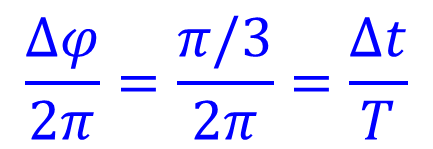 Δφ/2π = π/3/2π = Δt/T